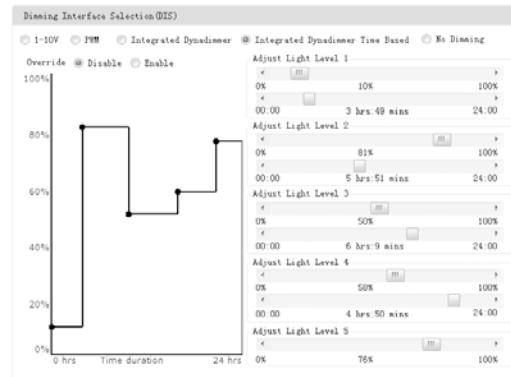 Dimming Interface Selection(DIS)
1-10V PWM Integrated Dynadimmer Integrated Dynadimmer Time Based No Dimming
Override Disable Enable
100%
80%
60%
40%
20%
0%
0 hrs Time duration 24 hrs
Adjust Light Level 1
0% 10% 100%
00:00 3 hrs:49 mins 24:00
Adjust Light Level 2
0% 81% 100%
00:00 5 hrs:51 mins 24:00
Adjust Light Level 3
0% 50% 100%
00:00 6 hrs:9 mins 24:00
Adjust Light Level 4
0% 58% 100%
00:00 4 hrs:50 mins 24:00
Adjust Light Level 5
0% 76% 100%